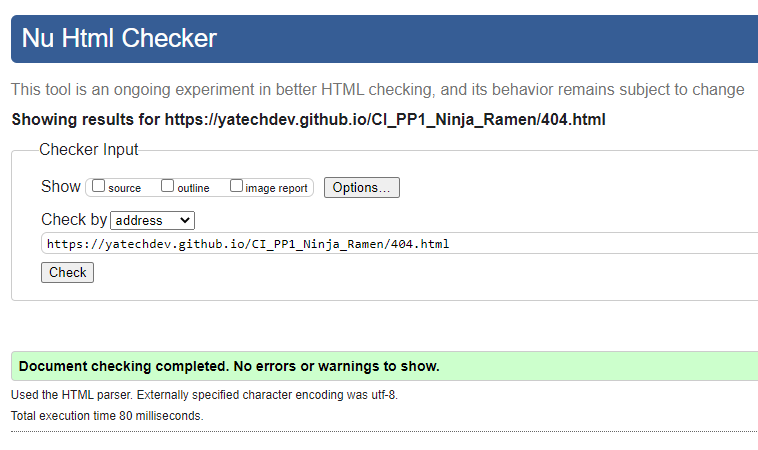 Nu Html Checker
This tool is an ongoing experiment in better HTML checking, and its behavior remains subject to change
Showing results for https://yatechdev.github.io/CI_PP1_Ninja_Ramen/404.html
Checker Input
Show source outline image report Options...
Check by address
https://yatechdev.github.io/CI_PP1_Ninja_Ramen/404.html
Check
Document checking completed. No errors or warnings to show.
Used the HTML parser. Externally specified character encoding was utf-8.
Total execution time 80 milliseconds.